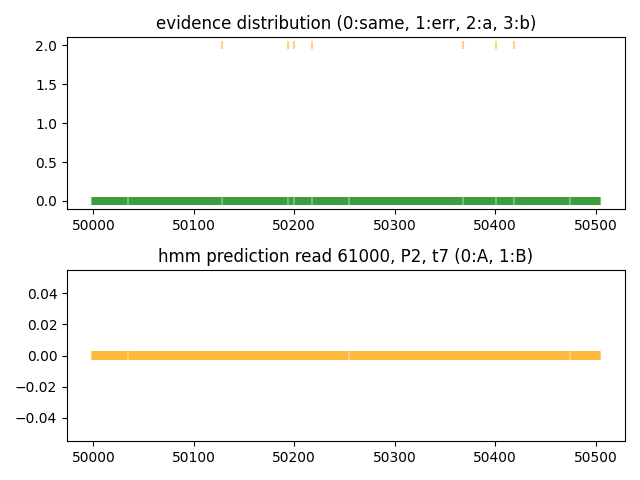 evidence distribution (0:same, 1:err, 2:a, 3:b)
2.0
1.5
1.0
0.5
0.0
50000 50100 50200 50300 50400 50500
hmm prediction read 61000, P2, t7 (0:A, 1:B)
0.04
0.02
0.00
−0.02
−0.04
50000 50100 50200 50300 50400 50500